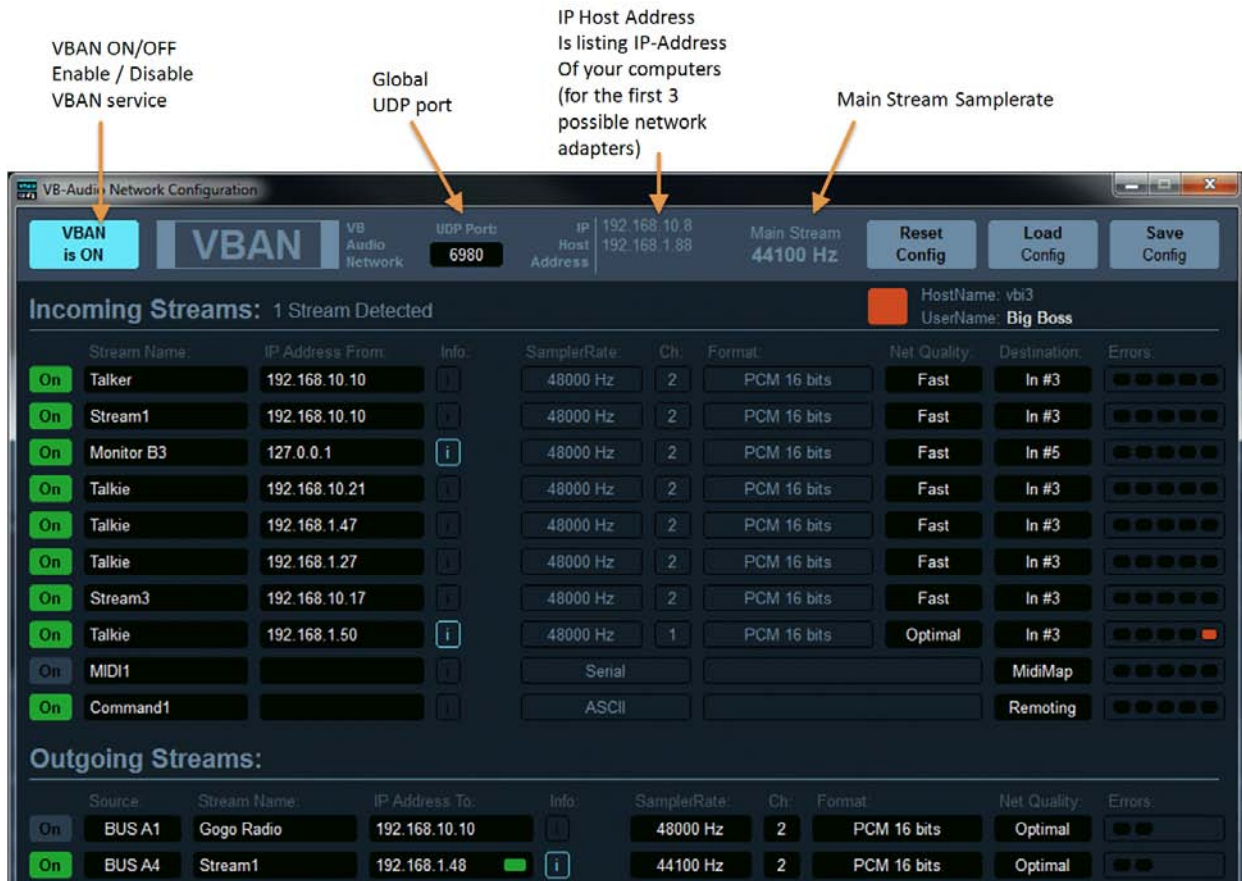 VBAN ON/OFF
Enable / Disable
VBAN service
Global
UDP port
IP Host Address
Is listing IP-Address
Of your computers
(for the first 3
possible network
adapters)
Main Stream Samplerate
VB-Audio Network Configuration
VBAN
is ON
VBAN
VB
Audio
Network
UDP Port:
6980
IP
Host
Address
192.168.10.8
192.168.1.88
Main Stream
44100 Hz
Reset
Config
Load
Config
Save
Config
Incoming Streams: 1 Stream Detected
HostName: vbi3
UserName: Big Boss
Stream Name: IP Address From: Info: SamplerRate: Ch: Format: Net Quality: Destination: Errors:
On Talker 192.168.10.10 i 48000 Hz 2 PCM 16 bits Fast In #3
On Stream1 192.168.10.10 i 48000 Hz 2 PCM 16 bits Fast In #3
On Monitor B3 127.0.0.1 i 48000 Hz 2 PCM 16 bits Fast In #5
On Talkie 192.168.10.21 i 48000 Hz 2 PCM 16 bits Fast In #3
On Talkie 192.168.1.47 i 48000 Hz 2 PCM 16 bits Fast In #3
On Talkie 192.168.1.27 i 48000 Hz 2 PCM 16 bits Fast In #3
On Stream3 192.168.10.17 i 48000 Hz 2 PCM 16 bits Fast In #3
On Talkie 192.168.1.50 i 48000 Hz 1 PCM 16 bits Optimal In #3
On MIDI1 i Serial MidiMap
On Command1 i ASCII Remoting
Outgoing Streams:
Source: Stream Name: IP Address To: Info: SamplerRate: Ch: Format: Net Quality: Errors:
On BUS A1 Gogo Radio 192.168.10.10 i 48000 Hz 2 PCM 16 bits Optimal
On BUS A4 Stream1 192.168.1.48 i 44100 Hz 2 PCM 16 bits Optimal